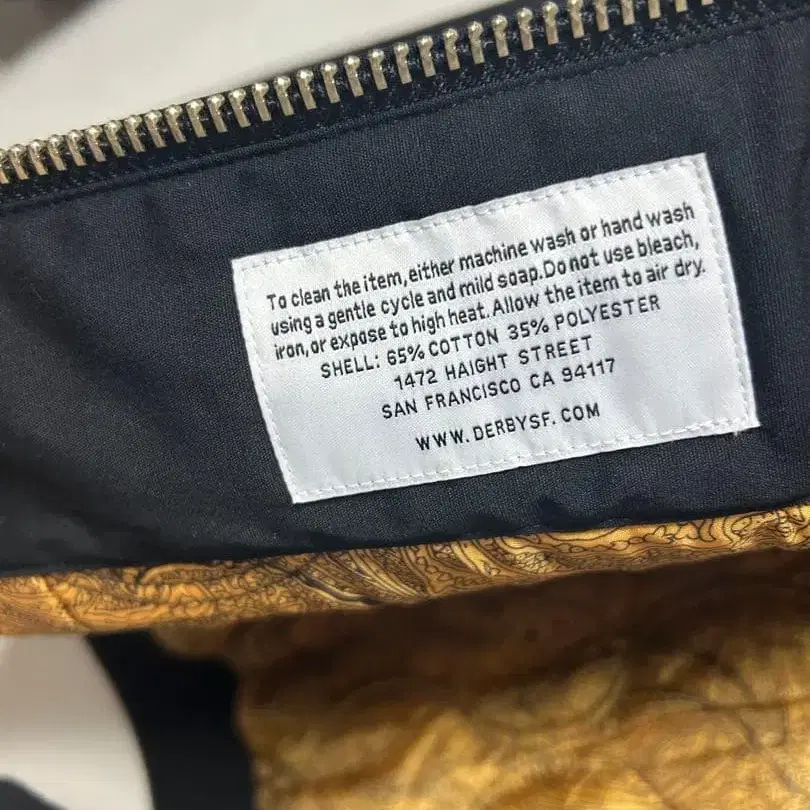 To clean the item, either machine wash or hand wash
using a gentle cycle and mild soap. Do not use bleach,
iron, or expose to high heat. Allow the item to air dry.
SHELL: 65% COTTON 35% POLYESTER
1472 HAIGHT STREET
SAN FRANCISCO CA 94117
WWW.DERBYSF.COM